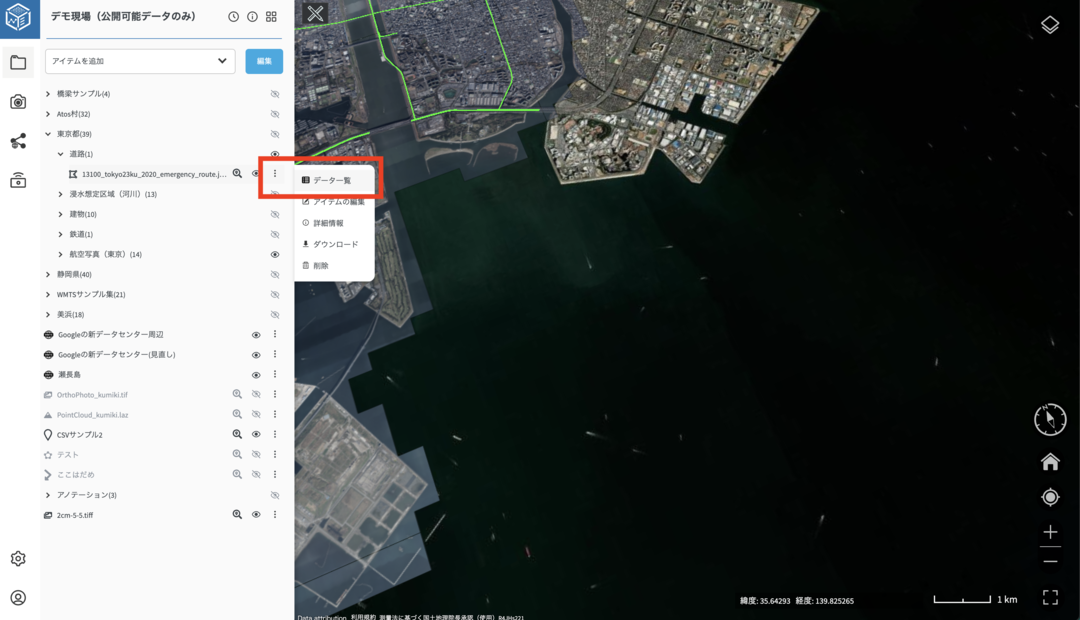 デモ現場（公開可能データのみ）
アイテムを追加
編集
橋梁サンプル(4)
Atos村(32)
東京都(39)
道路(1)
13100_tokyo23ku_2020_emergency_route.j...
データ一覧
浸水想定区域（河川）(13)
アイテムの編集
建物(10)
詳細情報
鉄道(1)
ダウンロード
航空写真（東京）(14)
削除
静岡県(40)
WMTSサンプル集(21)
美浜(18)
Googleの新データセンター周辺
Googleの新データセンター(見直し)
瀬長島
OrthoPhoto_kumiki.tif
PointCloud_kumiki.laz
CSVサンプル2
テスト
ここはだめ
アノテーション(3)
2cm-5-5.tiff
N
緯度: 35.64293 経度: 139.825265
1 km
Data attribution 利用規約 測量法に基づく国土地理院長承認（使用）R4JHs221